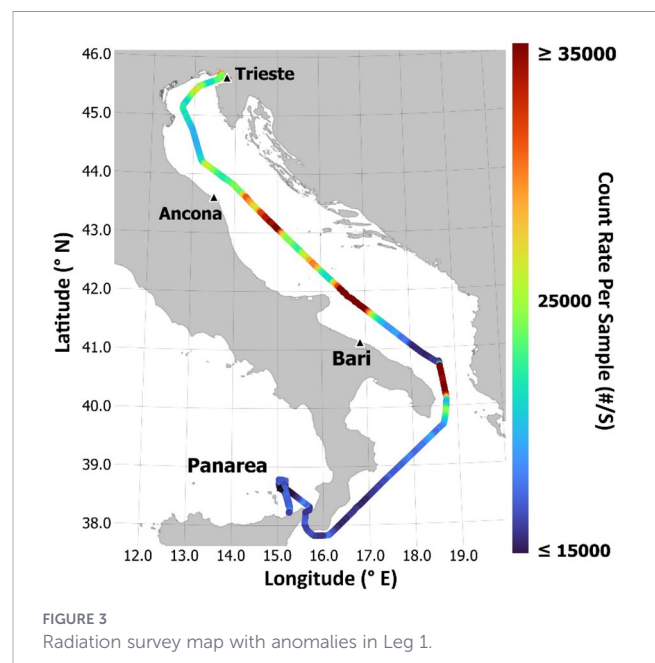 46.0
45.0
44.0
43.0
42.0
41.0
40.0
39.0
38.0
Latitude (° N)
Trieste
Ancona
Bari
Panarea
12.0 13.0 14.0 15.0 16.0 17.0 18.0 19.0
Longitude (° E)
≥ 35000
25000
≤ 15000
Count Rate Per Sample (#/S)
FIGURE 3
Radiation survey map with anomalies in Leg 1.